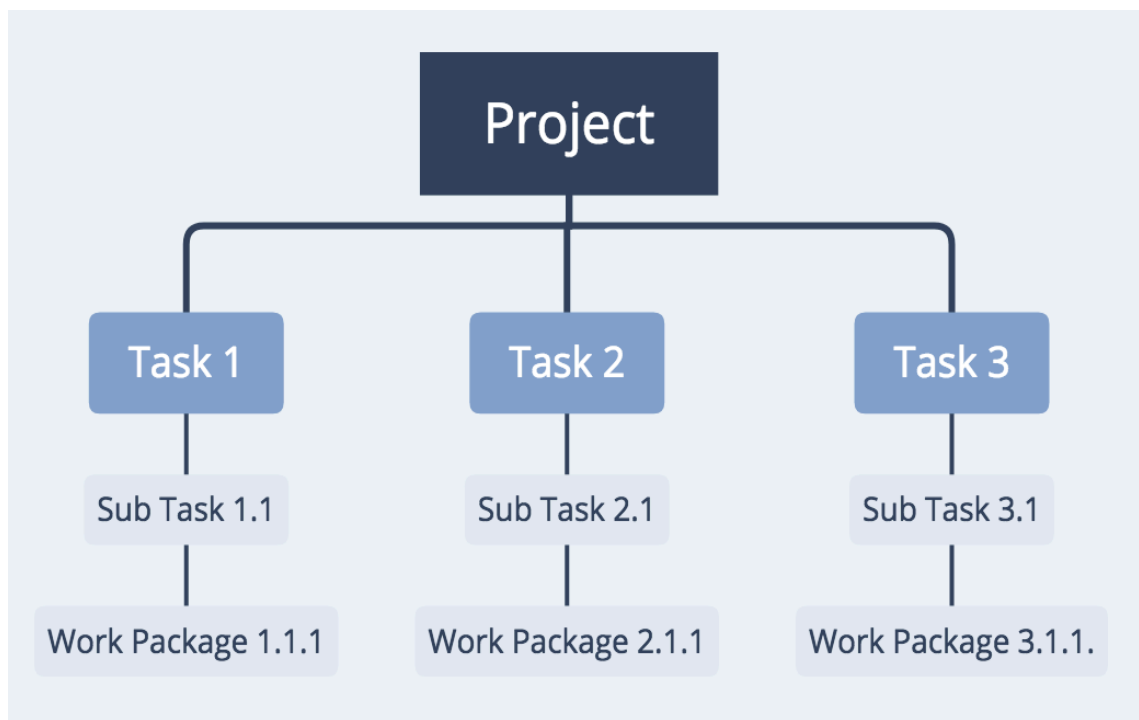 Project
Task 1
Task 2
Task 3
Sub Task 1.1
Sub Task 2.1
Sub Task 3.1
Work Package 1.1.1
Work Package 2.1.1
Work Package 3.1.1.